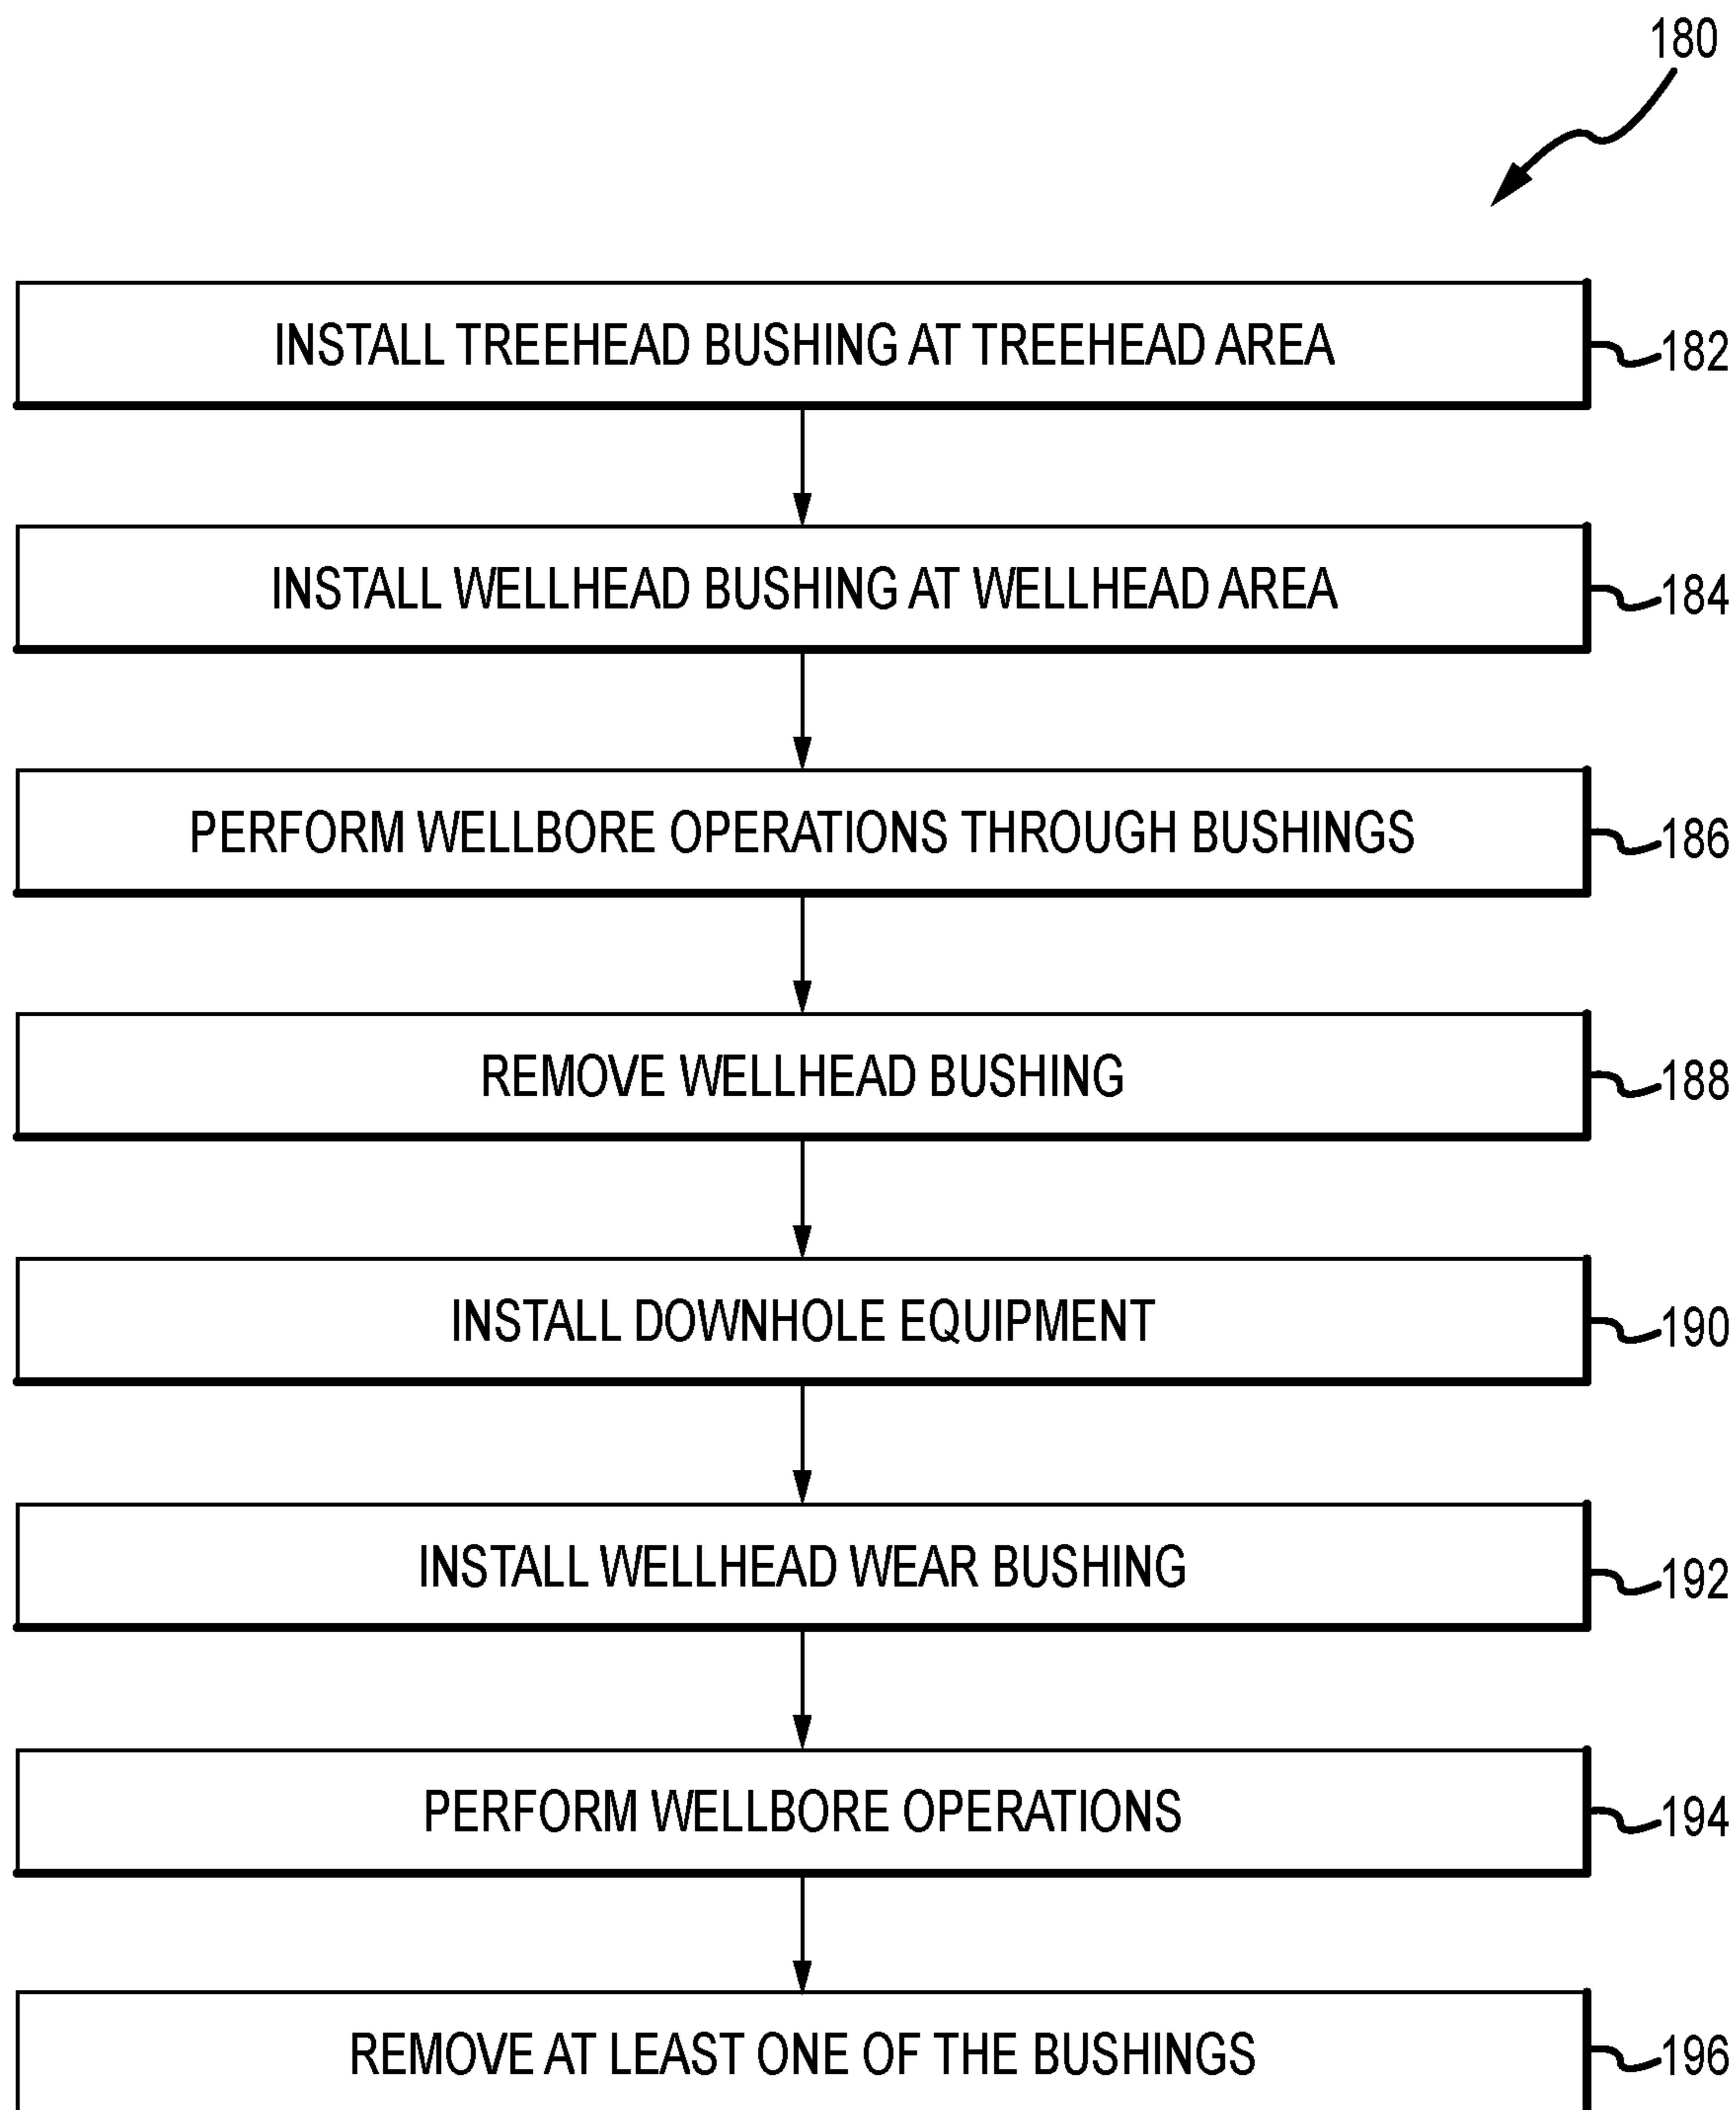 180
INSTALL TREEHEAD BUSHING AT TREEHEAD AREA
182
INSTALL WELLHEAD BUSHING AT WELLHEAD AREA
184
PERFORM WELLBORE OPERATIONS THROUGH BUSHINGS
186
REMOVE WELLHEAD BUSHING
188
INSTALL DOWNHOLE EQUIPMENT
190
INSTALL WELLHEAD WEAR BUSHING
192
PERFORM WELLBORE OPERATIONS
194
REMOVE AT LEAST ONE OF THE BUSHINGS
196